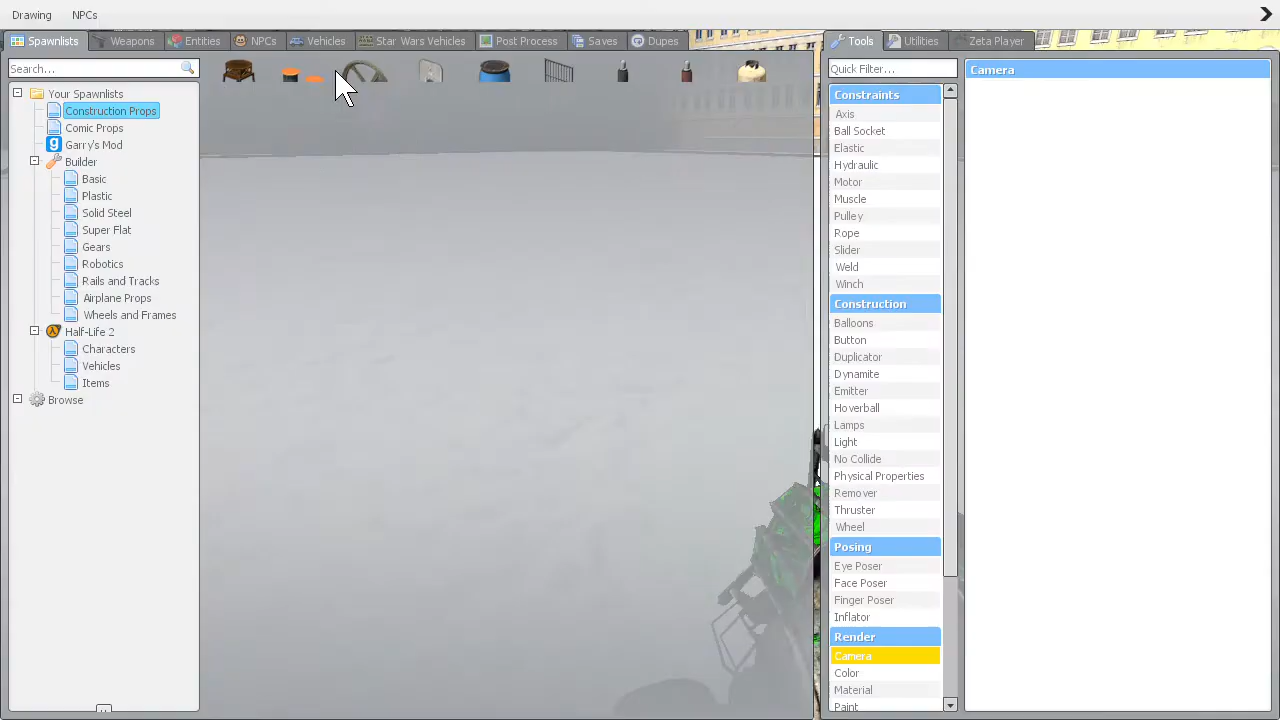 Drawing NPCs
Spawnlists Weapons Entities NPCs Vehicles Star Wars Vehicles Post Process Saves Dupes
Search...
Your Spawnlists
Construction Props
Comic Props
g Garry's Mod
Builder
Basic
Plastic
Solid Steel
Super Flat
Gears
Robotics
Rails and Tracks
Airplane Props
Wheels and Frames
Half-Life 2
Characters
Vehicles
Items
Browse
Tools Utilities Zeta Player
Quick Filter...
Constraints
Axis
Ball Socket
Elastic
Hydraulic
Motor
Muscle
Pulley
Rope
Slider
Weld
Winch
Construction
Balloons
Button
Duplicator
Dynamite
Emitter
Hoverball
Lamps
Light
No Collide
Physical Properties
Remover
Thruster
Wheel
Posing
Eye Poser
Face Poser
Finger Poser
Inflator
Render
Camera
Color
Material
Paint
Camera